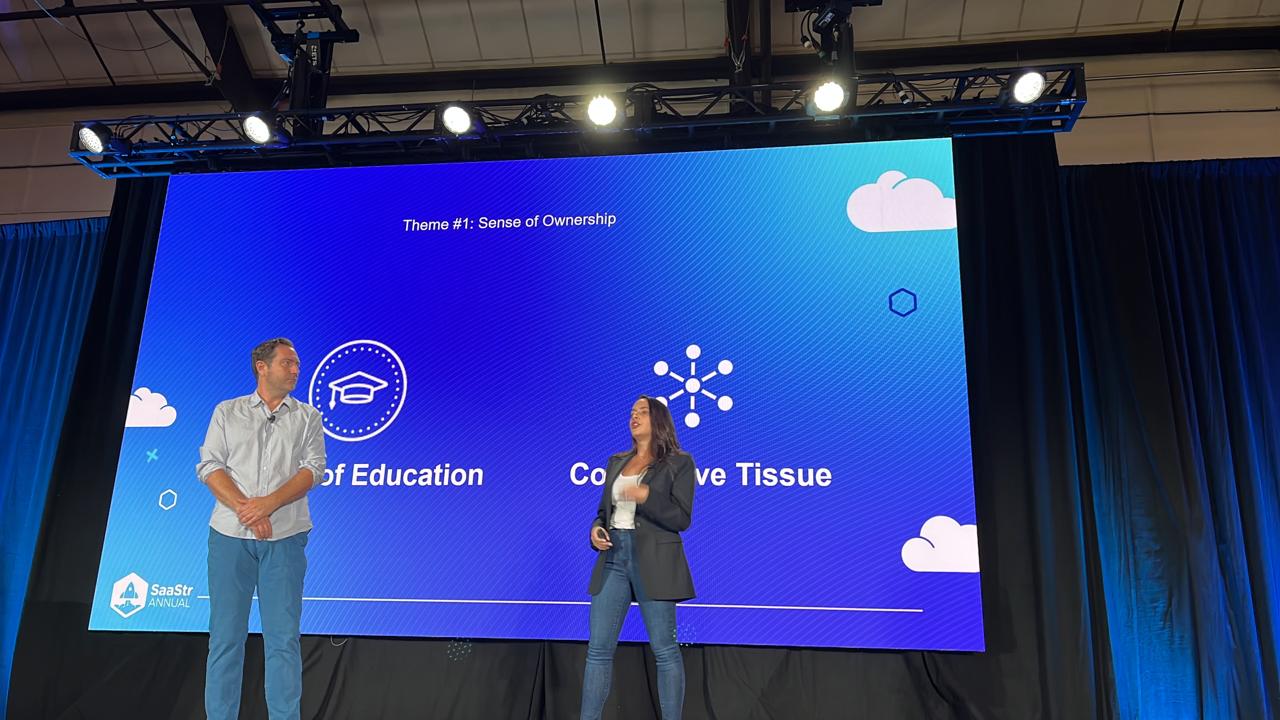 Theme #1: Sense of Ownership
of Education
Co ve Tissue
SaaStr
ANNUAL